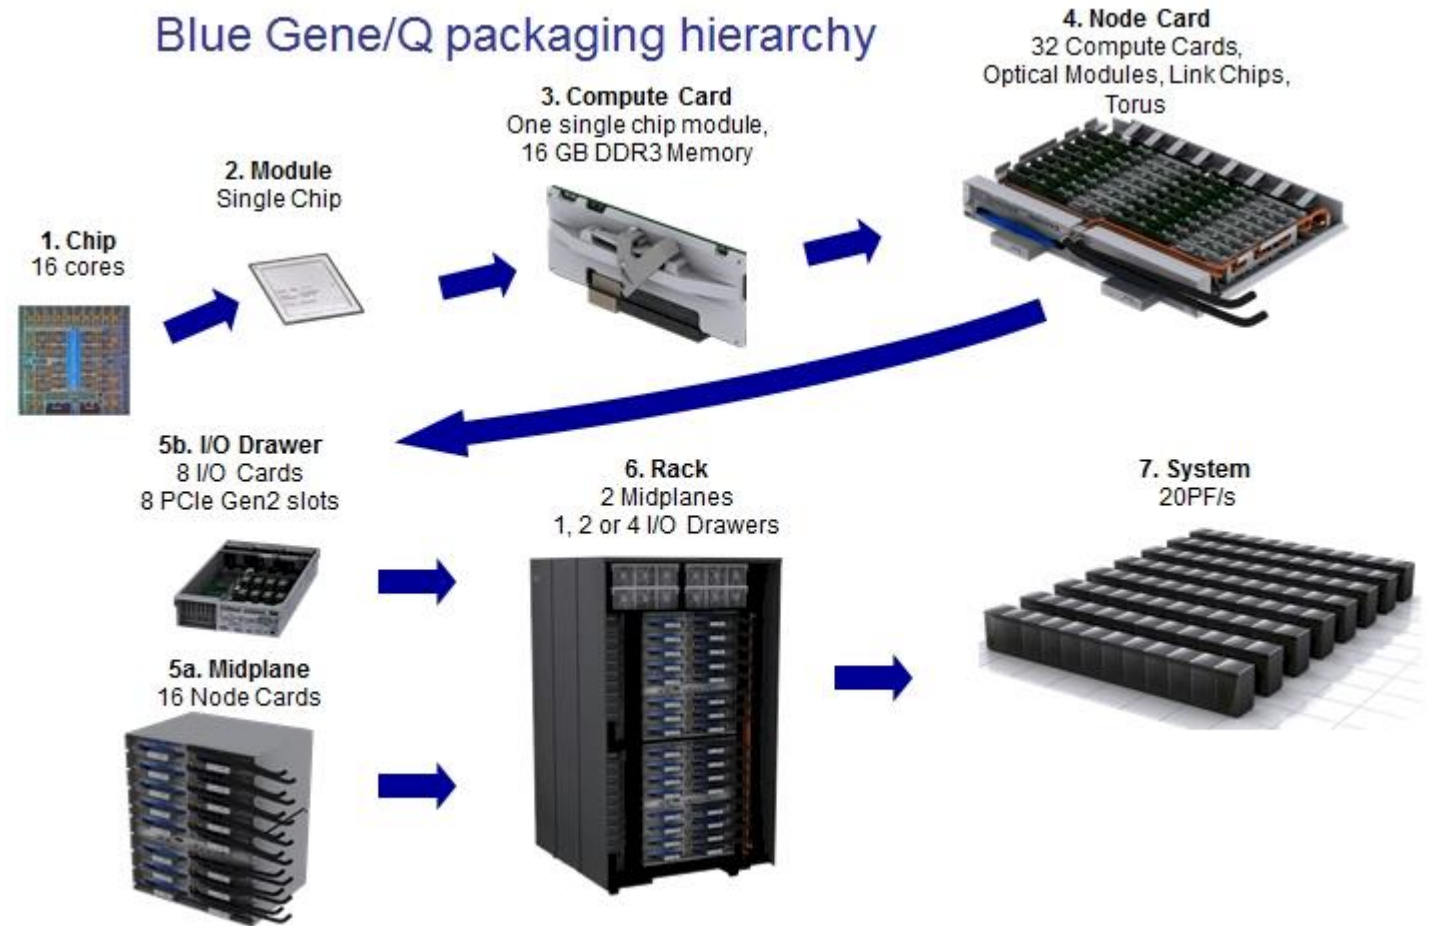 Blue Gene/Q packaging hierarchy
1. Chip
16 cores
2. Module
Single Chip
3. Compute Card
One single chip module,
16 GB DDR3 Memory
4. Node Card
32 Compute Cards,
Optical Modules, Link Chips,
Torus
5b. I/O Drawer
8 I/O Cards
8 PCIe Gen2 slots
5a. Midplane
16 Node Cards
6. Rack
2 Midplanes
1, 2 or 4 I/O Drawers
7. System
20PF/s